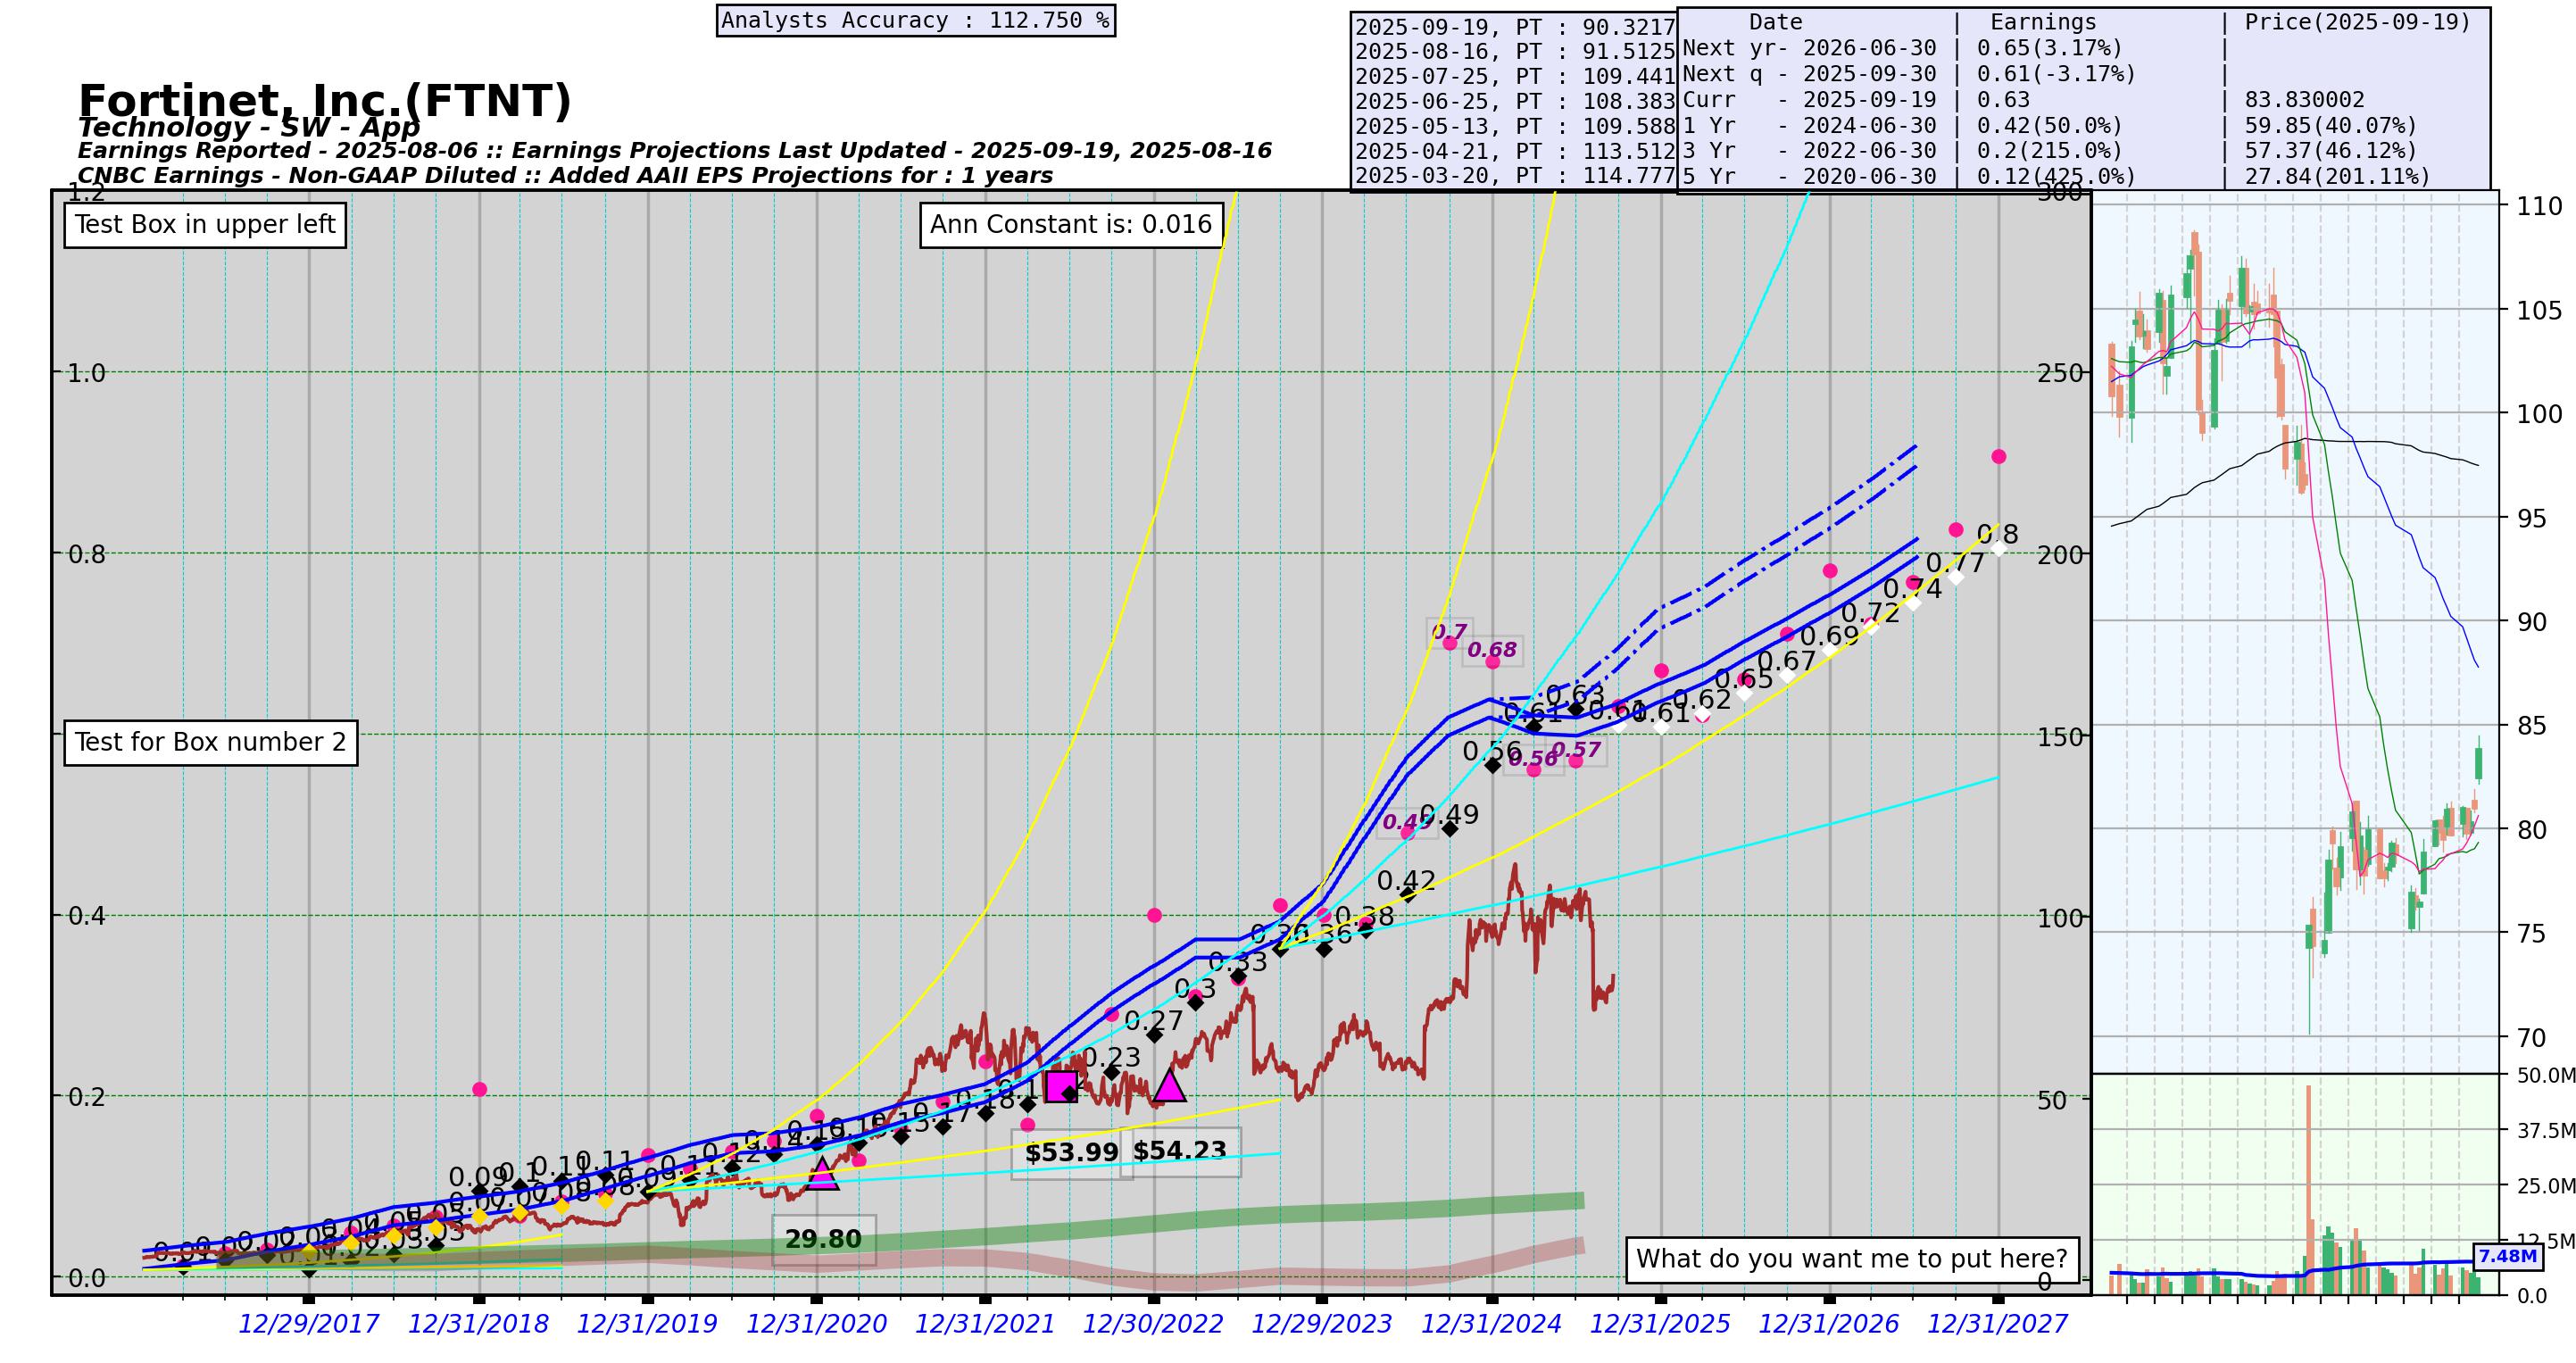 Analysts Accuracy : 112.750 %
Fortinet, Inc.(FTNT)
Technology - SW - App
Earnings Reported - 2025-08-06 :: Earnings Projections Last Updated - 2025-09-19, 2025-08-16
CNBC Earnings - Non-GAAP Diluted :: Added AAII EPS Projections for : 1 years
2025-09-19, PT : 90.3217
2025-08-16, PT : 91.5125
2025-07-25, PT : 109.441
2025-06-25, PT : 108.383
2025-05-13, PT : 109.588
2025-04-21, PT : 113.512
2025-03-20, PT : 114.777
Date | Earnings | Price(2025-09-19)
Next yr- 2026-06-30 | 0.65(3.17%) |
Next q - 2025-09-30 | 0.61(-3.17%) |
Curr - 2025-09-19 | 0.63 | 83.830002
1 Yr - 2024-06-30 | 0.42(50.0%) | 59.85(40.07%)
3 Yr - 2022-06-30 | 0.2(215.0%) | 57.37(46.12%)
5 Yr - 2020-06-30 | 0.12(425.0%) | 27.84(201.11%)
Test Box in upper left
Ann Constant is: 0.016
Test for Box number 2
What do you want me to put here?
1.2
1.0
0.8
0.4
0.2
0.0
300
250
200
150
100
50
0
110
105
100
95
90
85
80
75
70
50.0M
37.5M
25.0M
12.5M
0.0
7.48M
0.7
0.68
0.56
0.57
0.23
0.27
0.3
0.33
0.36
0.36
0.38
0.42
0.49
0.56
0.61
0.63
0.61
0.61
0.62
0.65
0.67
0.69
0.72
0.74
0.77
0.8
29.80
$53.99
$54.23
12/29/2017
12/31/2018
12/31/2019
12/31/2020
12/31/2021
12/30/2022
12/29/2023
12/31/2024
12/31/2025
12/31/2026
12/31/2027